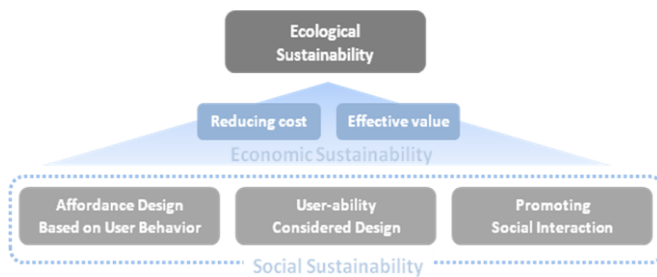 Ecological
Sustainability
Reducing cost
Effective value
Economic Sustainability
Affordance Design
Based on User Behavior
User-ability
Considered Design
Promoting
Social Interaction
Social Sustainability